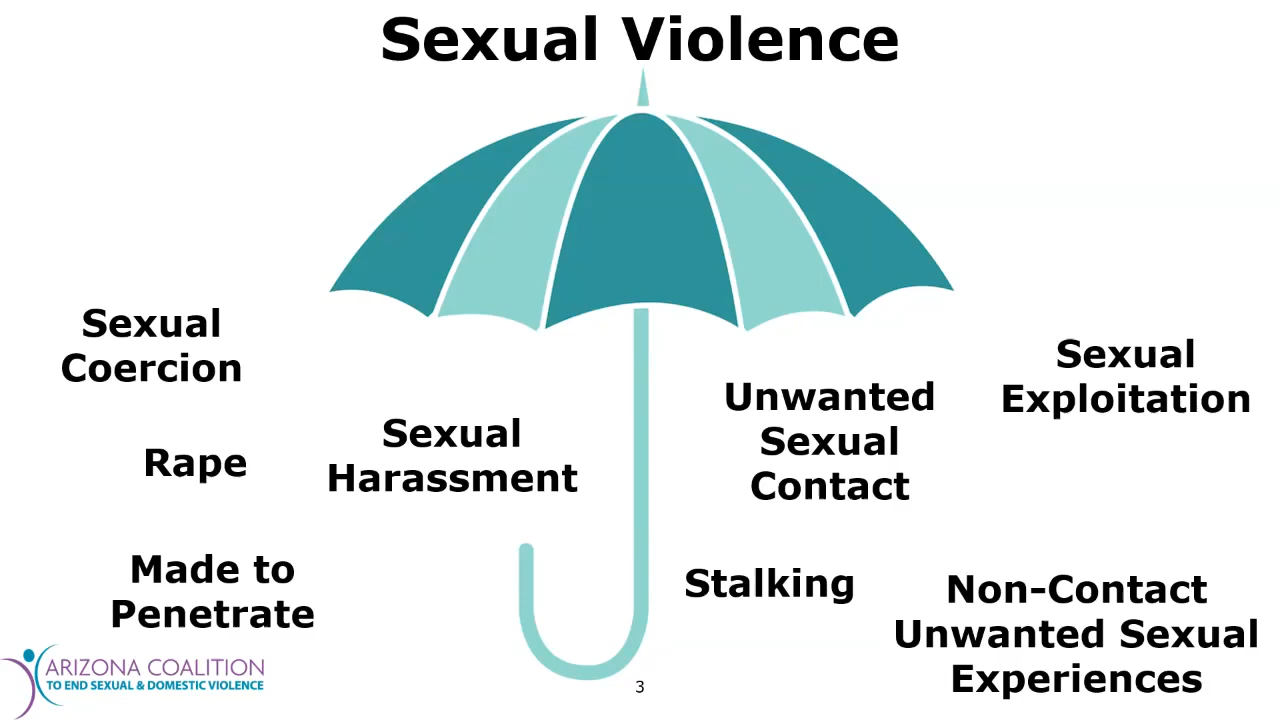 Sexual Violence
Sexual
Coercion
Rape
Made to
Penetrate
Sexual
Harassment
Unwanted
Sexual
Contact
Stalking
Sexual
Exploitation
Non-Contact
Unwanted Sexual
Experiences
ARIZONA COALITION
TO END SEXUAL & DOMESTIC VIOLENCE
3